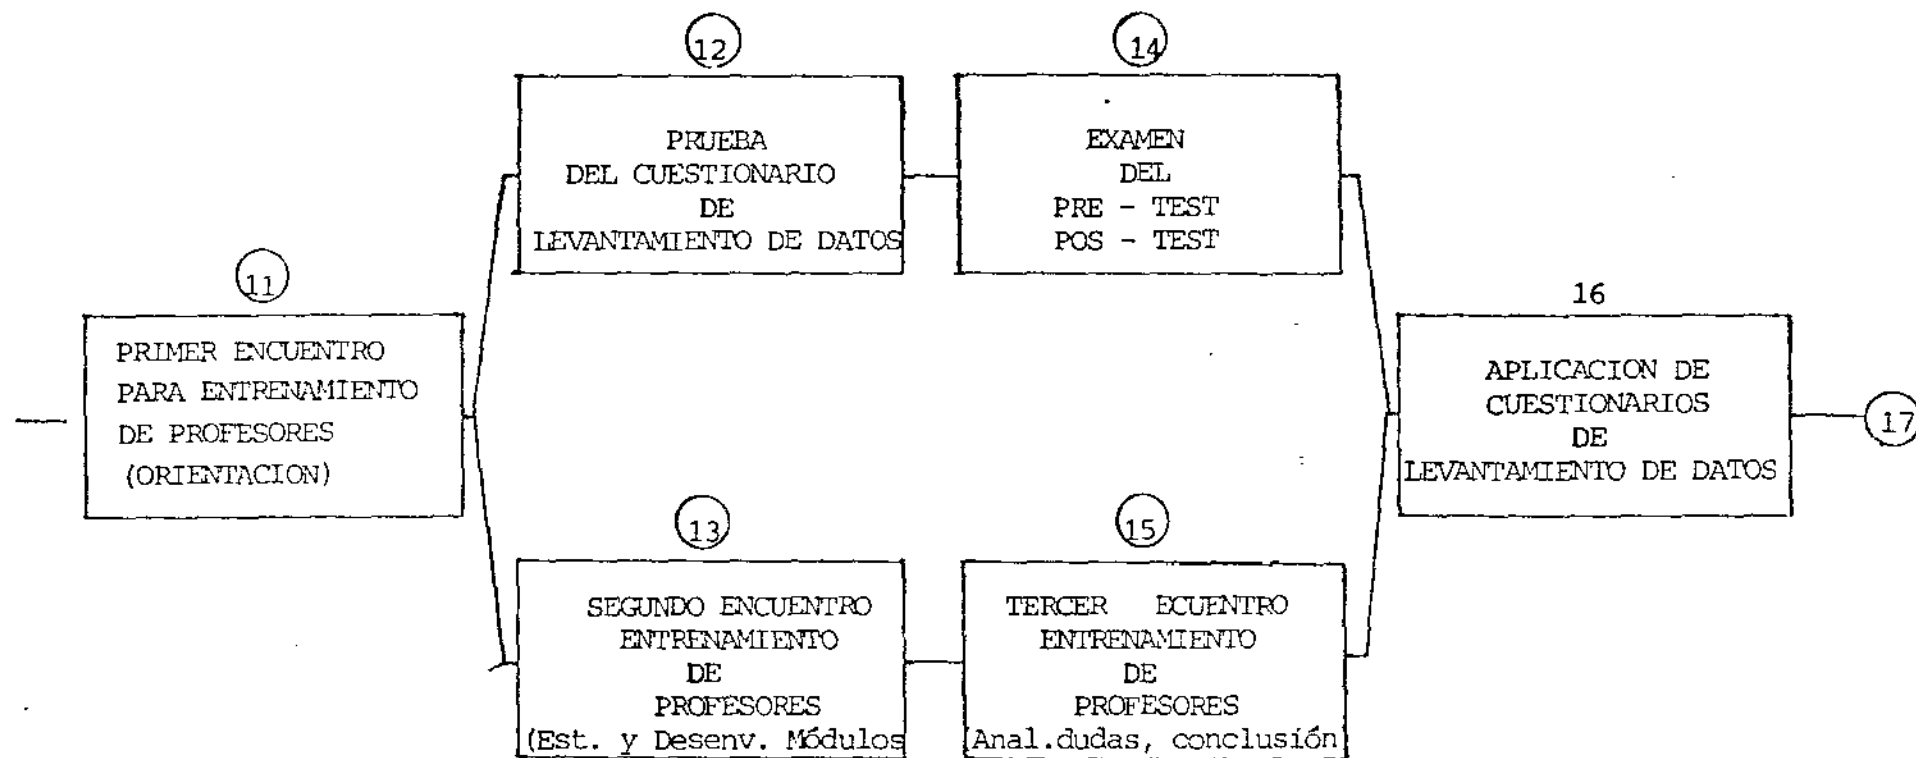 11
PRIMER ENCUENTRO
PARA ENTRENAMIENTO
DE PROFESORES
(ORIENTACION)
12
PRUEBA
DEL CUESTIONARIO
DE
LEVANTAMIENTO DE DATOS
14
EXAMEN
DEL
PRE - TEST
POS - TEST
13
SEGUNDO ENCUENTRO
ENTRENAMIENTO
DE
PROFESORES
(Est. y Desenv. Módulos
15
TERCER ECUENTRO
ENTRENAMIENTO
DE
PROFESORES
(Anal.dudas, conclusión
16
APLICACION DE
CUESTIONARIOS
DE
LEVANTAMIENTO DE DATOS
17